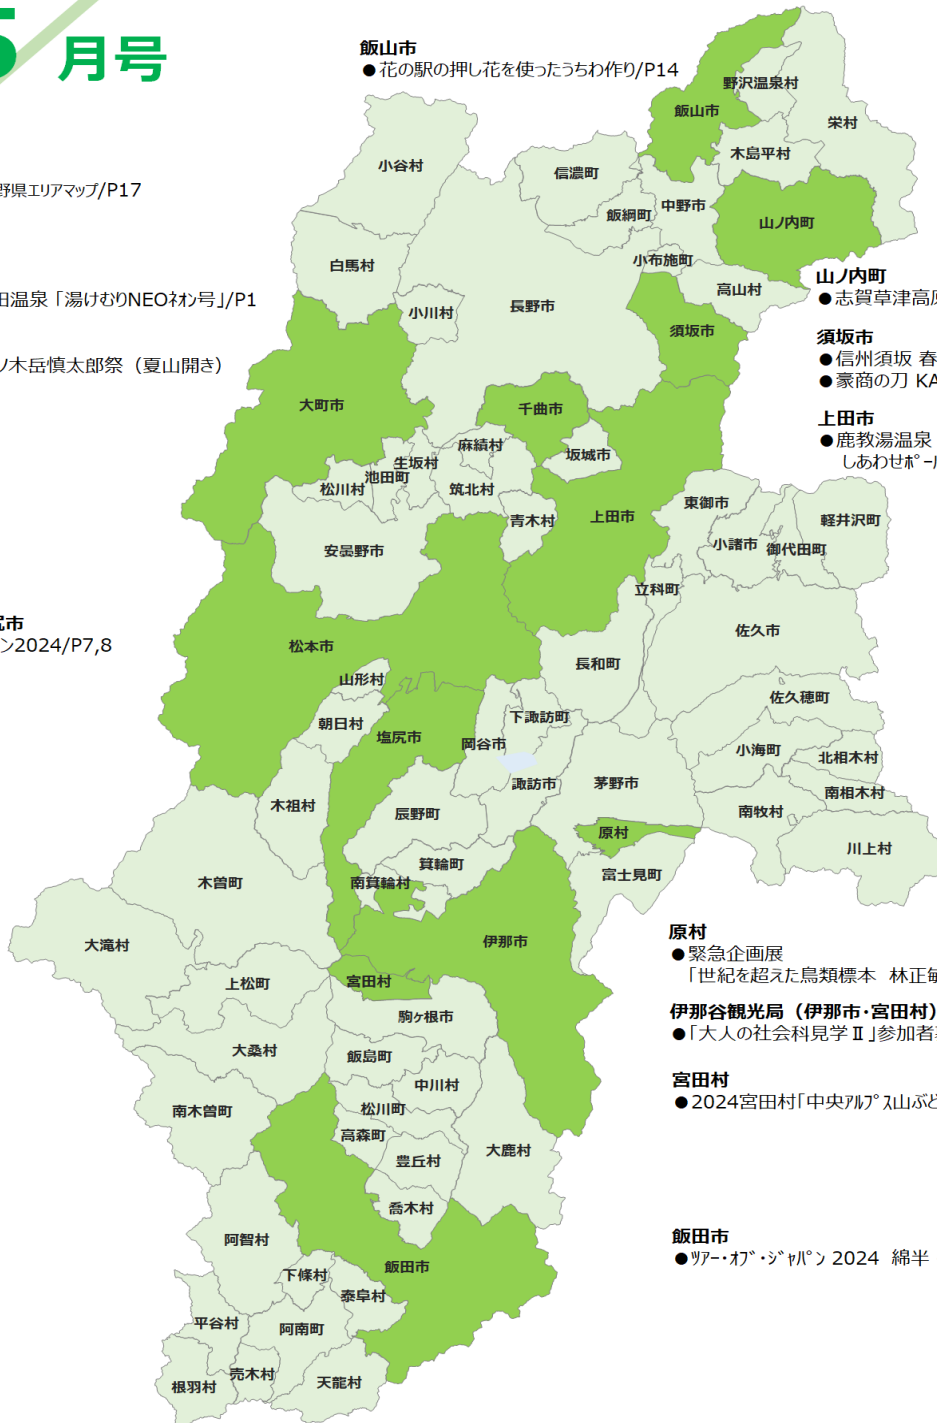 5月号
飯山市
●花の駅の押し花を使ったうちわ作り/P14
野県エリアマップ/P17
田温泉「湯けむりNEOネオン号」/P1
ノ木岳慎太郎祭（夏山開き）
尻市
ン2024/P7,8
山ノ内町
●志賀草津高原
須坂市
●信州須坂 春
●豪商の刀 KA
上田市
●鹿教湯温泉
しあわせポール
原村
●緊急企画展
「世紀を超えた鳥類標本 林正敏
伊那谷観光局（伊那市・宮田村）
●「大人の社会科見学Ⅱ」参加者募
宮田村
●2024宮田村「中央アルプス山ぶど
飯田市
●ツアー・オブ・ジャパン 2024 綿半
野沢温泉村
飯山市
栄村
木島平村
小谷村
信濃町
飯綱町
中野市
山ノ内町
白馬村
小布施町
高山村
小川村
長野市
須坂市
大町市
千曲市
麻績村
坂城市
生坂村
池田町
松川村
筑北村
青木村
上田市
東御市
軽井沢町
小諸市
御代田町
安曇野市
立科町
佐久市
松本市
長和町
山形村
佐久穂町
朝日村
下諏訪町
塩尻市
岡谷市
小海町
北相木村
諏訪市
茅野市
南相木村
木祖村
辰野町
南牧村
原村
川上村
箕輪町
富士見町
木曽町
南箕輪村
大滝村
伊那市
上松町
宮田村
駒ヶ根市
大桑村
飯島町
中川村
南木曽町
松川町
高森町
大鹿村
豊丘村
喬木村
阿智村
飯田市
下條村
泰阜村
平谷村
阿南町
売木村
天能村
根羽村